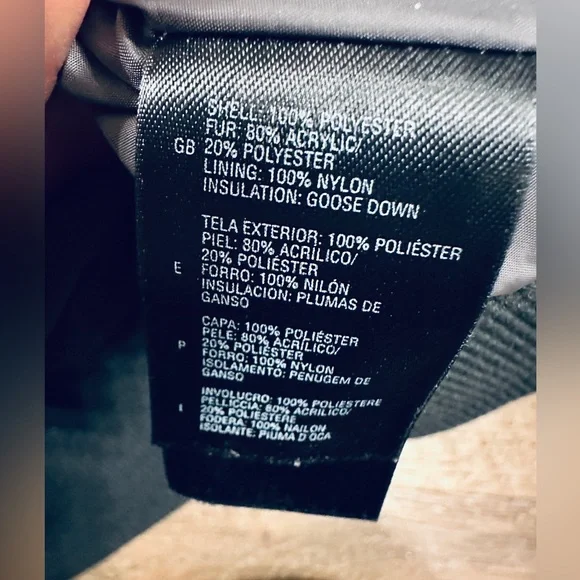 SHELL: 100% POLYESTER
FUR: 80% ACRYLIC/
GB 20% POLYESTER
LINING: 100% NYLON
INSULATION: GOOSE DOWN
TELA EXTERIOR: 100% POLIÉSTER
PIEL: 80% ACRÍLICO/
20% POLIÉSTER
E FORRO: 100% NILÓN
INSULACIÓN: PLUMAS DE
GANSO
CAPA: 100% POLIÉSTER
PELE: 80% ACRÍLICO/
P 20% POLIÉSTER
FORRO: 100% NYLON
ISOLAMENTO: PENUGEM DE
GANSO
INVOLUCRO: 100% POLIESTERE
PELLICCIA: 80% ACRILICO/
I 20% POLIESTERE
FODERA: 100% NAILON
ISOLANTE: PIUMA D'OCA